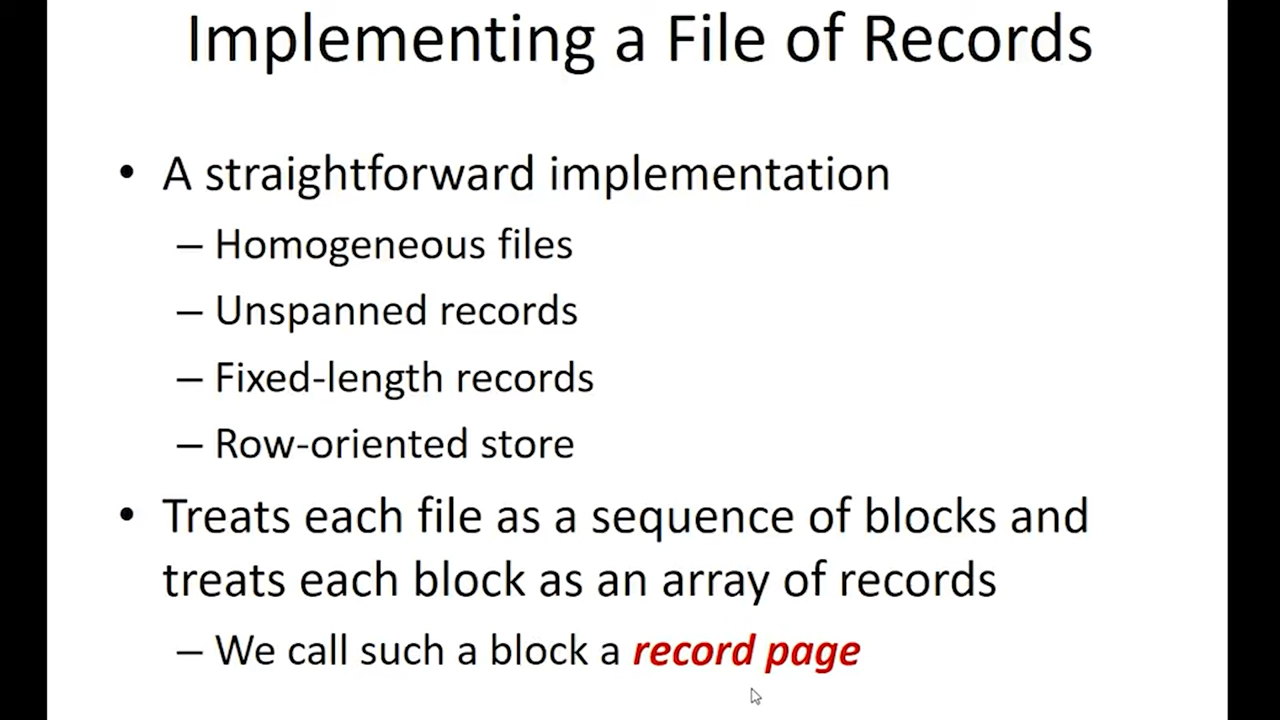 Implementing a File of Records
• A straightforward implementation
– Homogeneous files
– Unspanned records
– Fixed-length records
– Row-oriented store
• Treats each file as a sequence of blocks and
treats each block as an array of records
– We call such a block a record page